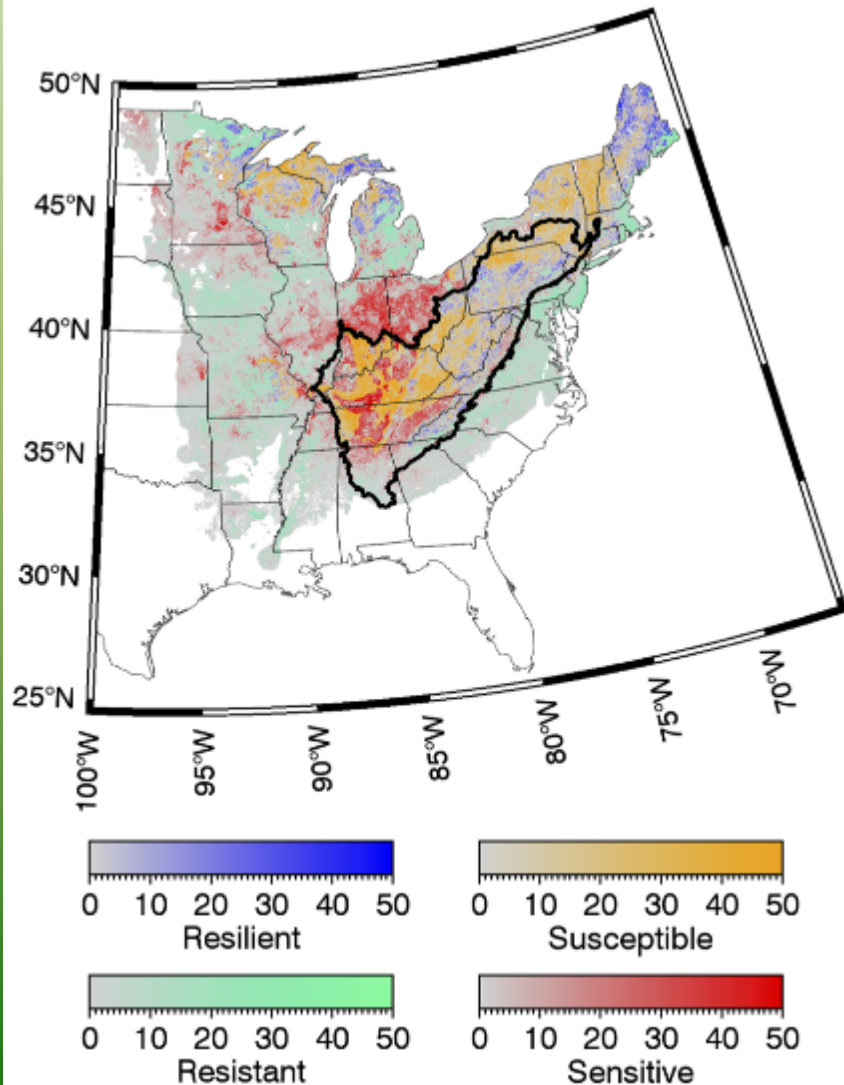 50°N
45°N
40°N
35°N
30°N
25°N
100°W
95°W
90°W
85°W
80°W
75°W
70°W
0 10 20 30 40 50
Resilient
0 10 20 30 40 50
Susceptible
0 10 20 30 40 50
Resistant
0 10 20 30 40 50
Sensitive